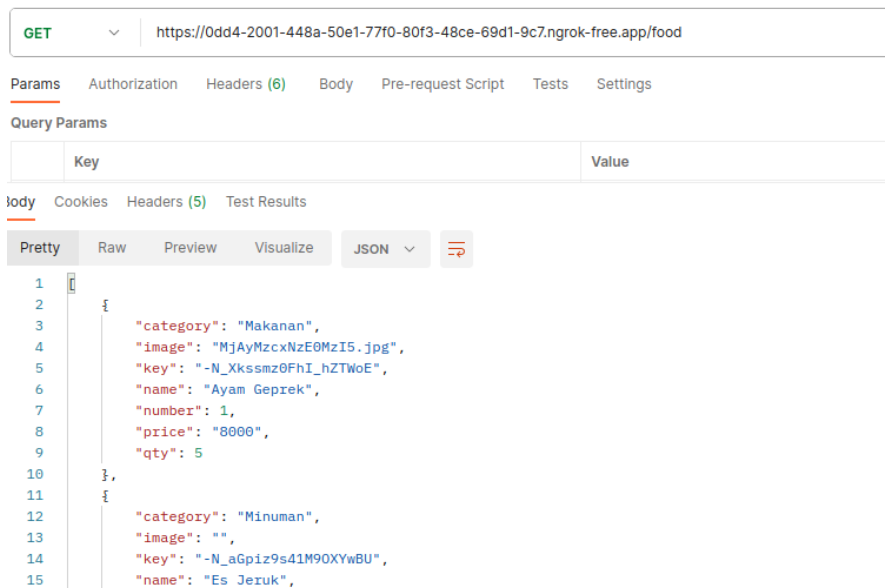 GET https://0dd4-2001-448a-50e1-77f0-80f3-48ce-69d1-9c7.ngrok-free.app/food
Params Authorization Headers (6) Body Pre-request Script Tests Settings
Query Params
Key Value
Body Cookies Headers (5) Test Results
Pretty Raw Preview Visualize JSON
1 [
2 {
3 "category": "Makanan",
4 "image": "MjAyMzcxNzE0MzI5.jpg",
5 "key": "-N_Xkssmz0FhI_hZTWoE",
6 "name": "Ayam Geprek",
7 "number": 1,
8 "price": "8000",
9 "qty": 5
10 },
11 {
12 "category": "Minuman",
13 "image": "",
14 "key": "-N_aGpiz9s41M9OXYwBU",
15 "name": "Es Jeruk",